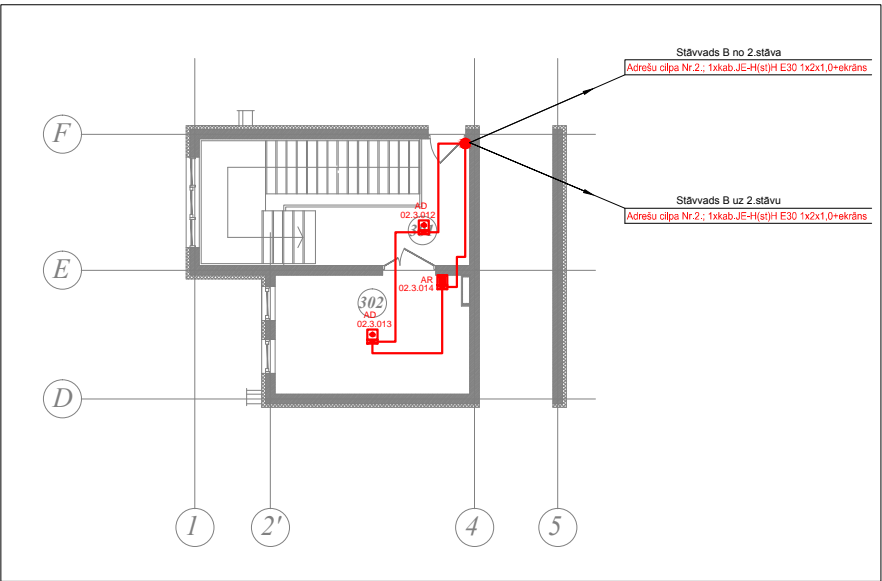 Stāvvads B no 2.stāva
Adrešu cilpa Nr.2.; 1xkab.JE-H(st)H E30 1x2x1,0+ekrāns
F
Stāvvads B uz 2.stāvu
Adrešu cilpa Nr.2.; 1xkab.JE-H(st)H E30 1x2x1,0+ekrāns
AD
02.3.012
E
AR
02.3.014
302
AD
02.3.013
D
1
2'
4
5